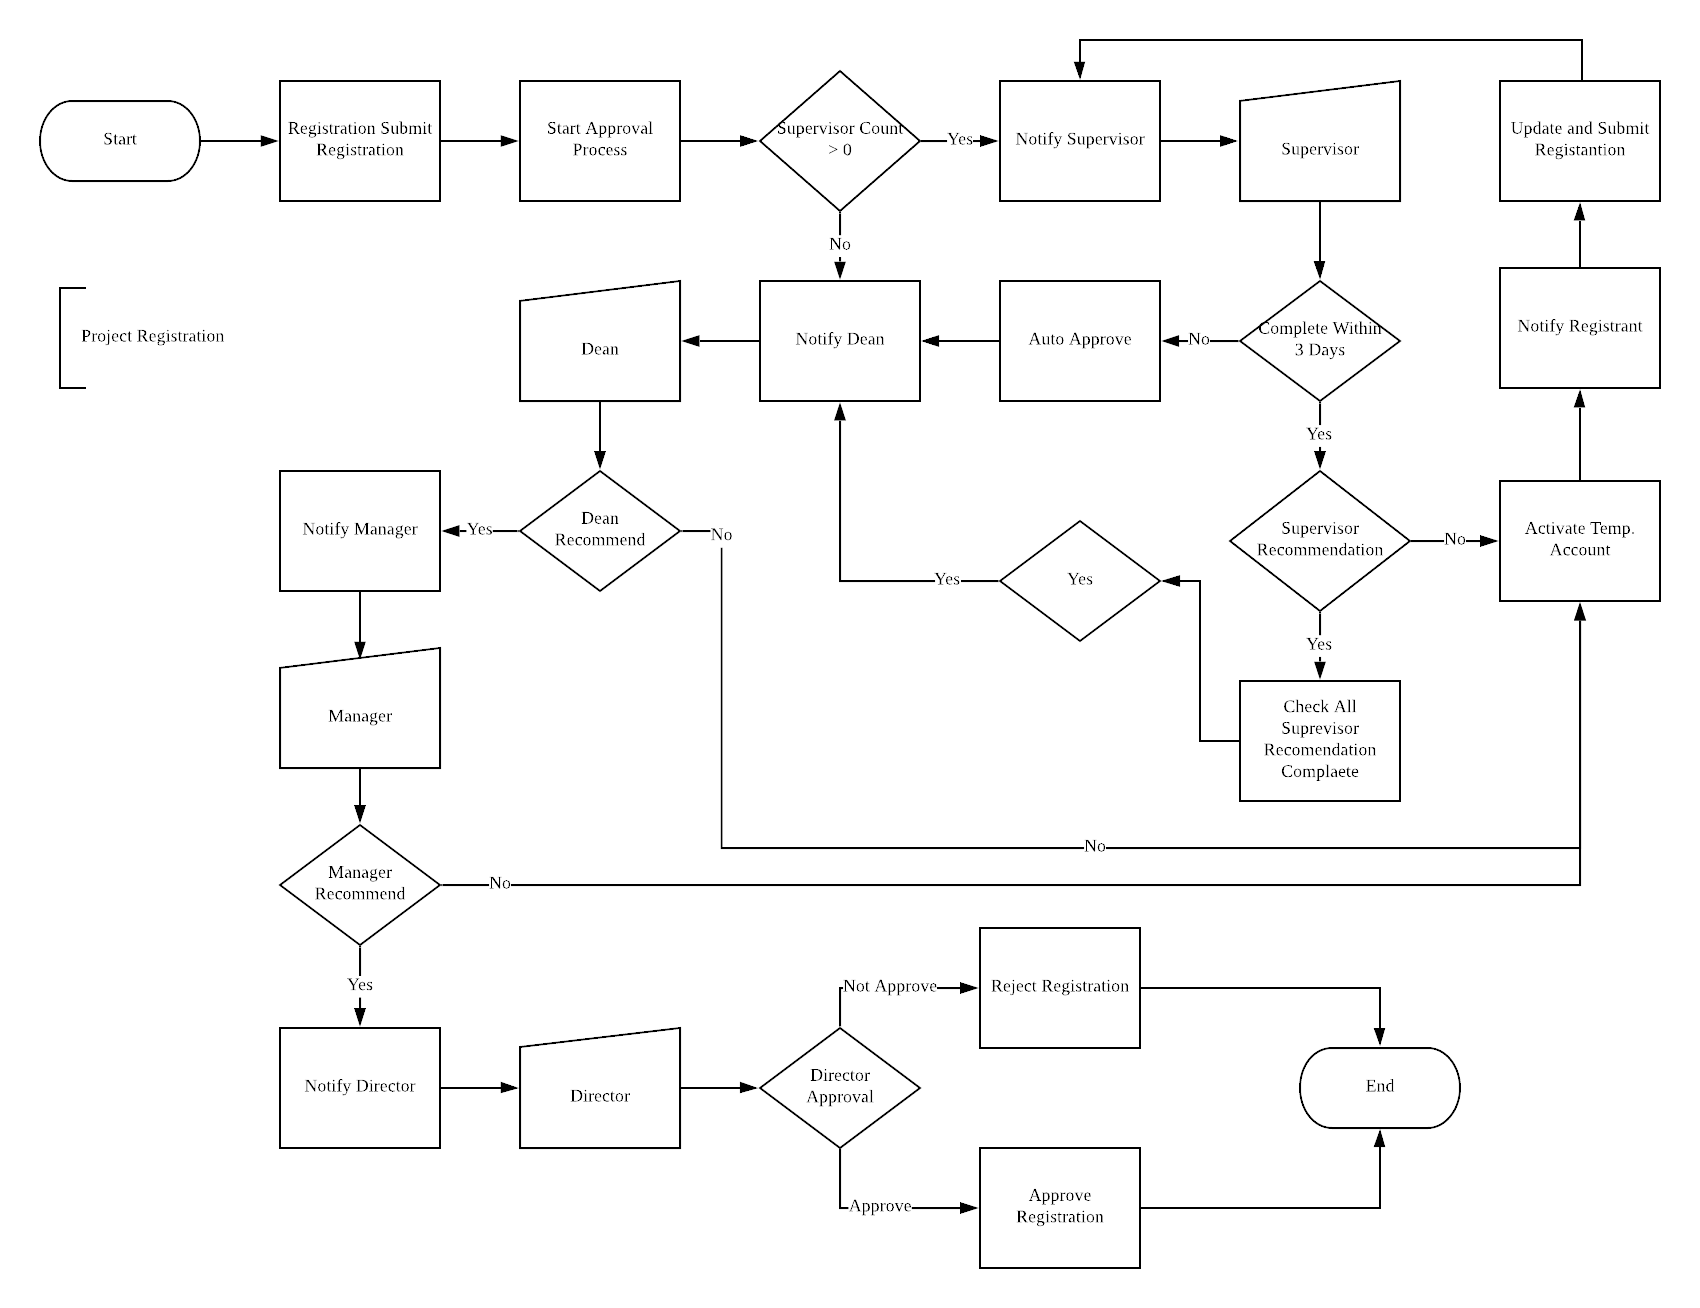 Start
Registration Submit
Registration
Start Approval
Process
Supervisor Count
> 0
Yes
Notify Supervisor
Supervisor
Update and Submit
Registantion
No
Project Registration
Dean
Notify Dean
Auto Approve
No
Complete Within
3 Days
Notify Registrant
Yes
Notify Manager
Yes
Dean
Recommend
No
Yes
Yes
Supervisor
Recommendation
No
Activate Temp.
Account
Yes
Manager
Check All
Suprevisor
Recomendation
Complaete
No
Manager
Recommend
No
Yes
Not Approve
Reject Registration
Notify Director
Director
Director
Approval
End
Approve
Approve
Registration